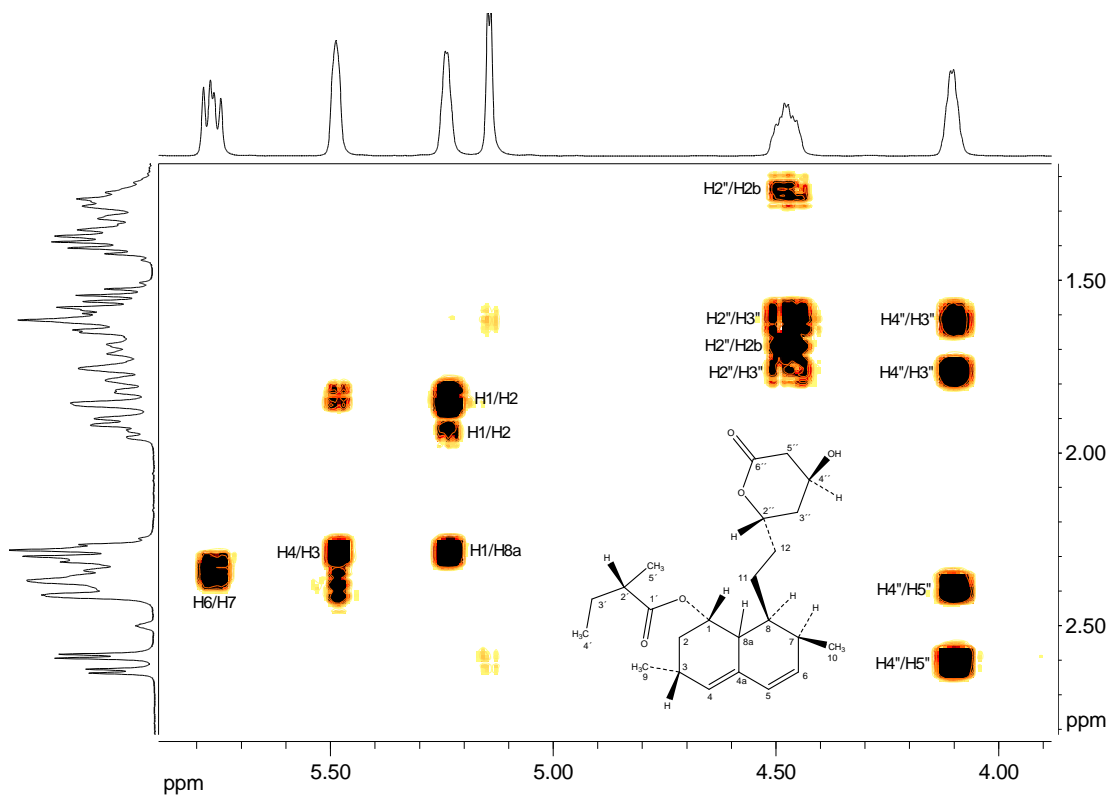 H2"/H2b
1.50
H2"/H3" H4"/H3"
H2"/H2b
H2"/H3" H4"/H3"
H1/H2
H1/H2
2.00
O 5´´ OH
6´´ 4´´
O H
2´´ 3´´
H
H4/H3 H1/H8a
H 12
CH₃
5´ 11
H6/H7 H4"/H5"
3´ 2´ 1´ O H H H
2.50
H₃C O 1 8 7 CH₃
4´ 2 8a 10
H4"/H5"
H₃C 3 4a 6
9 4 5
H
ppm
5.50 5.00 4.50 4.00
ppm